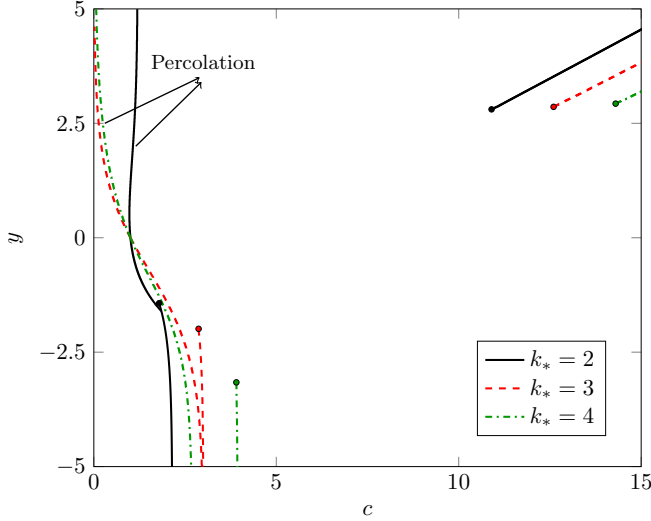 5
2.5
0
−2.5
−5
y
Percolation
k* = 2
k* = 3
k* = 4
0
5
10
15
c